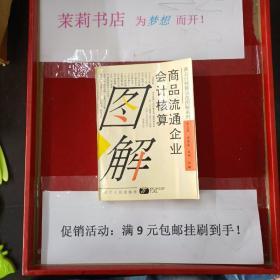 茉莉书店 为梦想而开！
商品流通企业
会计核算
图解
促销活动：满9元包邮挂刷到手！